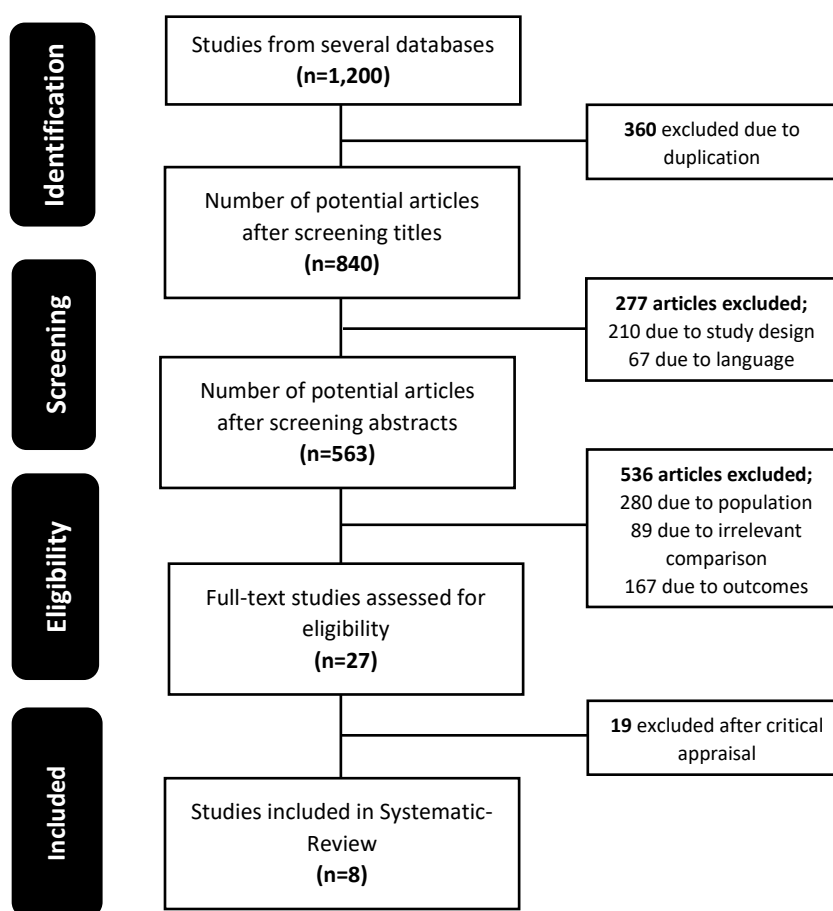 Identification
Studies from several databases
(n=1,200)
360 excluded due to
duplication
Number of potential articles
after screening titles
(n=840)
Screening
277 articles excluded;
210 due to study design
67 due to language
Number of potential articles
after screening abstracts
(n=563)
Eligibility
536 articles excluded;
280 due to population
89 due to irrelevant
comparison
167 due to outcomes
Full-text studies assessed for
eligibility
(n=27)
Included
19 excluded after critical
appraisal
Studies included in Systematic-
Review
(n=8)